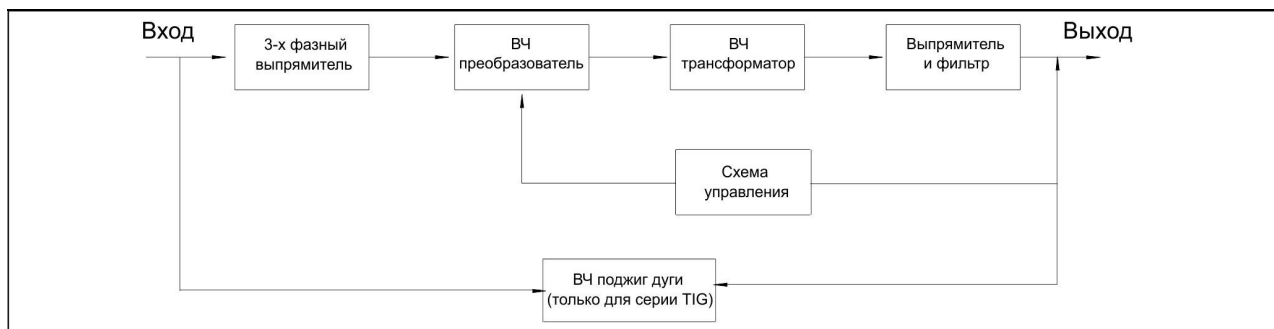 Вход
3-х фазный
выпрямитель
ВЧ
преобразователь
ВЧ
трансформатор
Выпрямитель
и фильтр
Выход
Схема
управления
ВЧ поджиг дуги
(только для серии TIG)